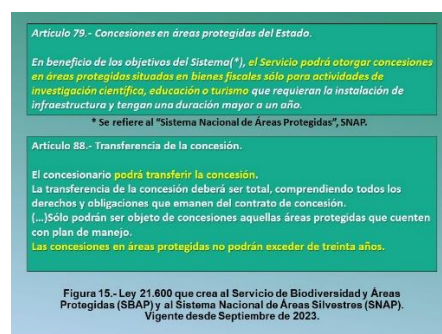 Artículo 79.- Concesiones en áreas protegidas del Estado.
En beneficio de los objetivos del Sistema(*), el Servicio podrá otorgar concesiones
en áreas protegidas situadas en bienes fiscales sólo para actividades de
investigación científica, educación o turismo que requieran la instalación de
infraestructura y tengan una duración mayor a un año.
* Se refiere al "Sistema Nacional de Áreas Protegidas", SNAP.
Artículo 88.- Transferencia de la concesión.
El concesionario podrá transferir la concesión.
La transferencia de la concesión deberá ser total, comprendiendo todos los
derechos y obligaciones que emanen del contrato de concesión.
(...)Sólo podrán ser objeto de concesiones aquellas áreas protegidas que cuenten
con plan de manejo.
Las concesiones en áreas protegidas no podrán exceder de treinta años.
Figura 15.- Ley 21.600 que crea al Servicio de Biodiversidad y Áreas
Protegidas (SBAP) y al Sistema Nacional de Áreas Silvestres (SNAP).
Vigente desde Septiembre de 2023.